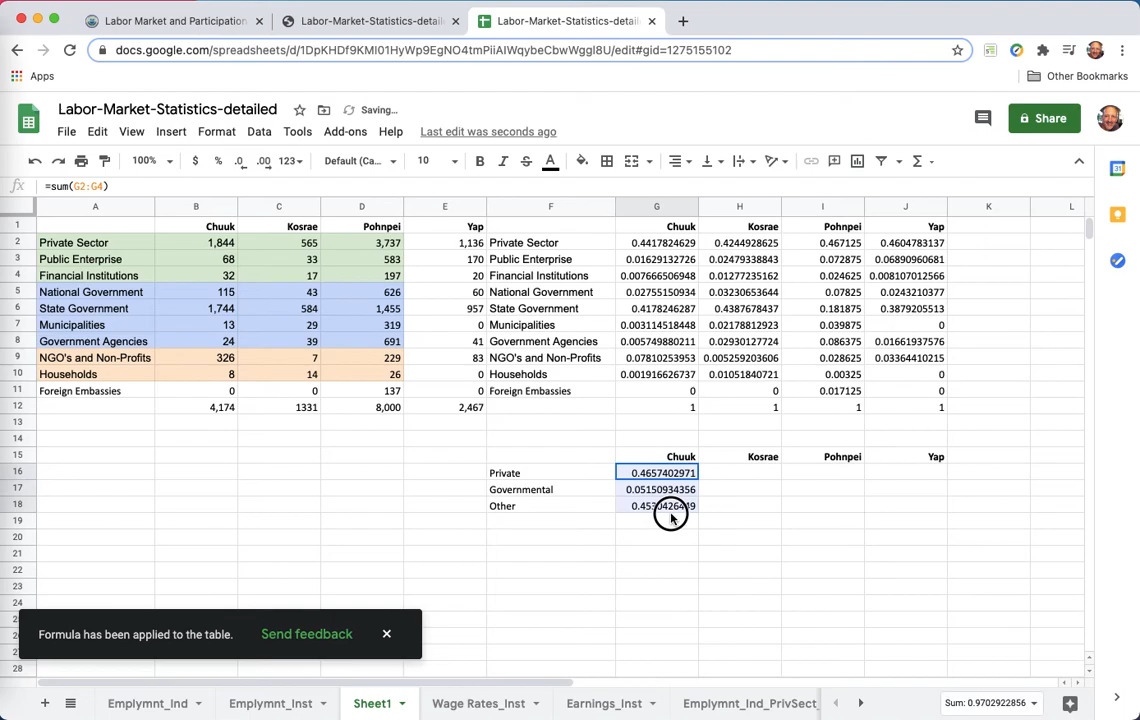 Labor Market and Participation
Labor-Market-Statistics-detail
Labor-Market-Statistics-detail
docs.google.com/spreadsheets/d/1DpKHDf9KMI01HyWp9EgNO4tmPiiAIWqybeCbwWggI8U/edit#gid=1275155102
Apps
Other Bookmarks
Labor-Market-Statistics-detailed
Saving...
File Edit View Insert Format Data Tools Add-ons Help Last edit was seconds ago
Share
100% $ % .0 .00 123 Default (Ca... 10 B I S A Σ
fx =sum(G2:G4)
A B C D E F G H I J K L
1 Chuuk Kosrae Pohnpei Yap Chuuk Kosrae Pohnpei Yap
2 Private Sector 1,844 565 3,737 1,136 Private Sector 0.4417824629 0.4244928625 0.467125 0.4604783137
3 Public Enterprise 68 33 583 170 Public Enterprise 0.01629132726 0.02479338843 0.072875 0.06890960681
4 Financial Institutions 32 17 197 20 Financial Institutions 0.007666506948 0.01277235162 0.024625 0.008107012566
5 National Government 115 43 626 60 National Government 0.02755150934 0.03230653644 0.07825 0.0243210377
6 State Government 1,744 584 1,455 957 State Government 0.4178246287 0.4387678437 0.181875 0.3879205513
7 Municipalities 13 29 319 0 Municipalities 0.003114518448 0.02178812923 0.039875 0
8 Government Agencies 24 39 691 41 Government Agencies 0.005749880211 0.02930127724 0.086375 0.01661937576
9 NGO's and Non-Profits 326 7 229 83 NGO's and Non-Profits 0.07810253953 0.005259203606 0.028625 0.03364410215
10 Households 8 14 26 0 Households 0.001916626737 0.01051840721 0.00325 0
11 Foreign Embassies 0 0 137 0 Foreign Embassies 0 0 0.017125 0
12 4,174 1331 8,000 2,467 1 1 1 1
13
14
15 Chuuk Kosrae Pohnpei Yap
16 Private 0.4657402971
17 Governmental 0.05150934356
18 Other
19
20
21
22
23
24
Formula has been applied to the table. Send feedback
28
Emplymnt_Ind Emplymnt_Inst Sheet1 Wage Rates_Inst Earnings_Inst Emplymnt_Ind_PrivSect_ Sum: 0.9702922856